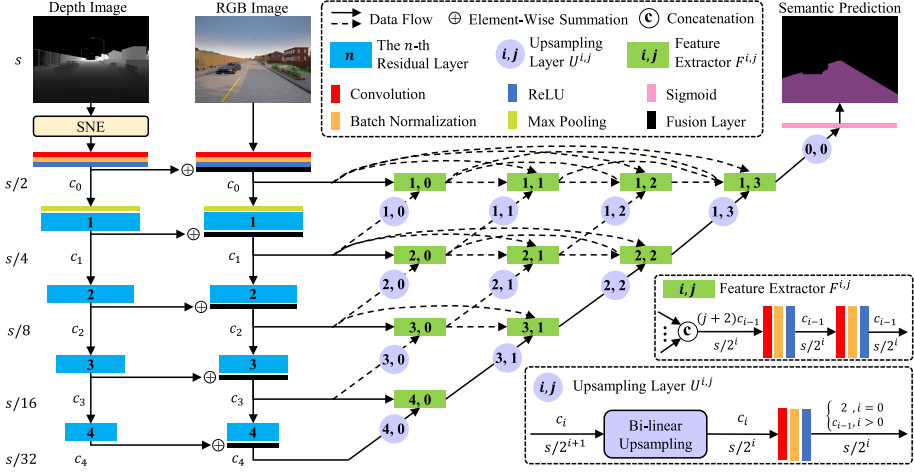 Depth Image
RGB Image
Semantic Prediction
s
Data Flow
⊕ Element-Wise Summation
c Concatenation
n
The n-th
Residual Layer
i,j
Upsampling
Layer U^{i,j}
i,j
Feature
Extractor F^{i,j}
Convolution
ReLU
Sigmoid
Batch Normalization
Max Pooling
Fusion Layer
SNE
0, 0
s/2
c_0
⊕
c_0
1, 0
1, 1
1, 2
1, 3
1
1
1, 0
1, 1
1, 2
1, 3
s/4
c_1
⊕
c_1
2, 0
2, 1
2, 2
2
2
2, 0
2, 1
2, 2
s/8
c_2
⊕
c_2
3, 0
3, 1
3
3
3, 0
3, 1
s/16
c_3
⊕
c_3
4, 0
4
4
4, 0
s/32
c_4
⊕
c_4
i,j Feature Extractor F^{i,j}
c
(j + 2)c_{i−1}
s/2^i
c_{i−1}
s/2^i
c_{i−1}
s/2^i
i,j Upsampling Layer U^{i,j}
c_i
s/2^{i+1}
Bi-linear
Upsampling
c_i
s/2^i
{ 2 , i = 0
c_{i−1}, i > 0
s/2^i